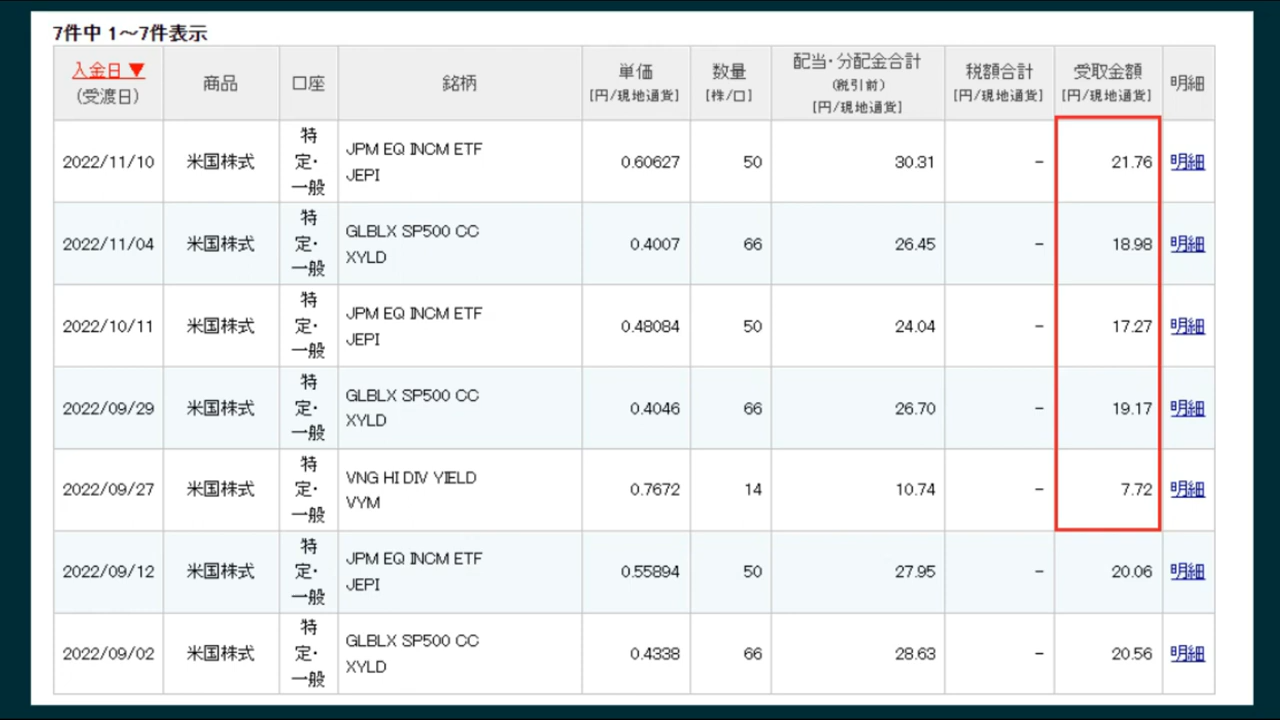 7件中 1～7件表示
入金日▼
(受渡日)
商品
口座
銘柄
単価
[円/現地通貨]
数量
[株/口]
配当・分配金合計
(税引前)
[円/現地通貨]
税額合計
[円/現地通貨]
受取金額
[円/現地通貨]
明細
2022/11/10 米国株式 特定・一般 JPM EQ INCM ETF
JEPI
0.60627 50 30.31 - 21.76 明細
2022/11/04 米国株式 特定・一般 GLBLX SP500 CC
XYLD
0.4007 66 26.45 - 18.98 明細
2022/10/11 米国株式 特定・一般 JPM EQ INCM ETF
JEPI
0.48084 50 24.04 - 17.27 明細
2022/09/29 米国株式 特定・一般 GLBLX SP500 CC
XYLD
0.4046 66 26.70 - 19.17 明細
2022/09/27 米国株式 特定・一般 VNG HI DIV YIELD
VYM
0.7672 14 10.74 - 7.72 明細
2022/09/12 米国株式 特定・一般 JPM EQ INCM ETF
JEPI
0.55894 50 27.95 - 20.06 明細
2022/09/02 米国株式 特定・一般 GLBLX SP500 CC
XYLD
0.4338 66 28.63 - 20.56 明細